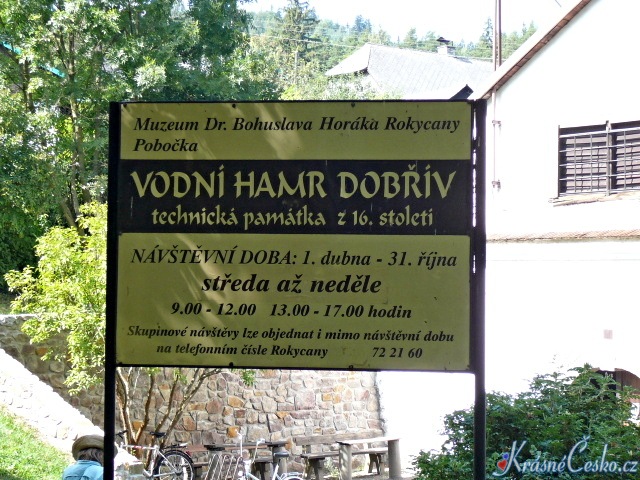 Muzeum Dr. Bohuslava Horáka Rokycany
Pobočka
VODNÍ HAMR DOBŘÍV
technická památka z 16. století
NÁVŠTĚVNÍ DOBA: 1. dubna - 31. října
středa až neděle
9.00 - 12.00 13.00 - 17.00 hodin
Skupinové návštěvy lze objednat i mimo návštěvní dobu
na telefonním čísle Rokycany 72 21 60
KrásnéČesko.cz